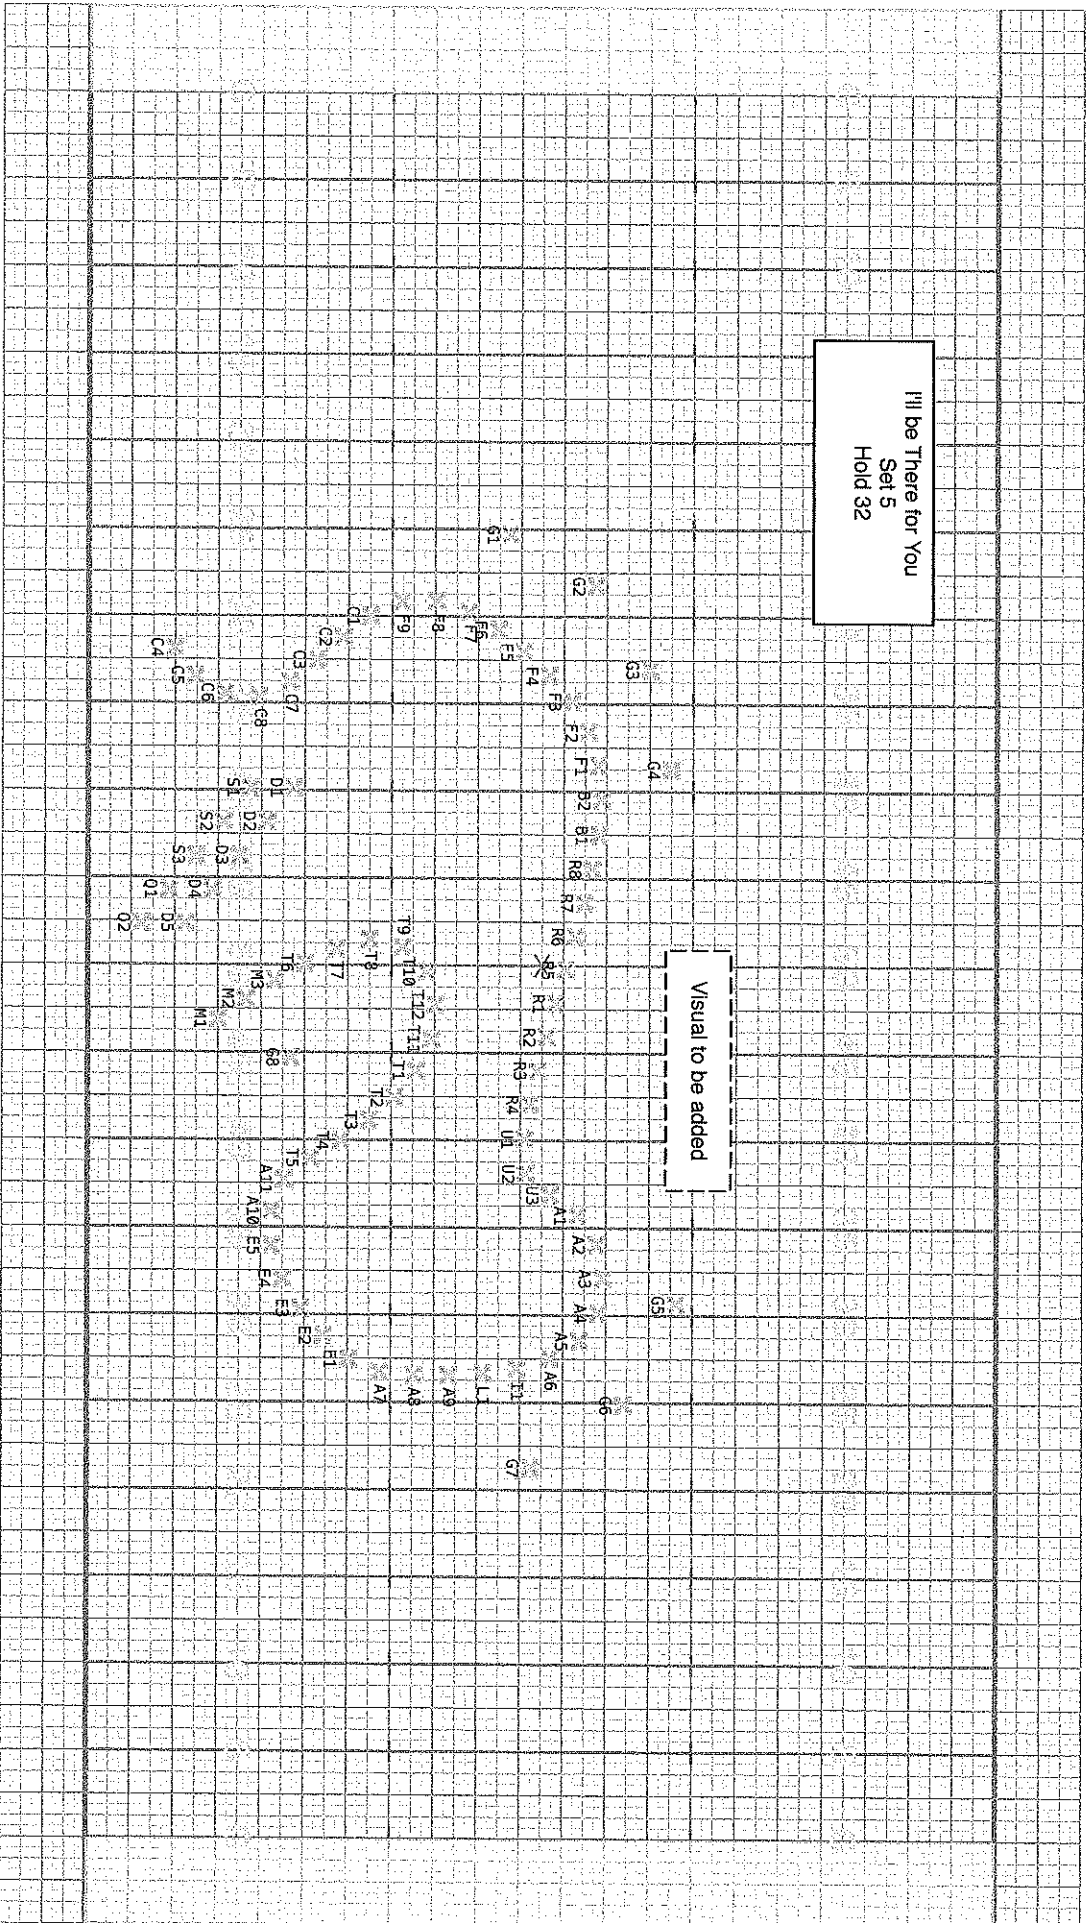 I'll be There for You
Set 5
Hold 32
Visual to be added
G4 G5
G3
G6
G2 F2 F1 B2 B1 R8 A2 A3 A4
F3 R7 R6 A1 A5
F4 R5 R1 R2 U3 A6
F5 R3 R4 U1 U2 G7
G1 F6 F7 L1
F8 A9
F9 T9 T10 T12 T11 T1 A8
C1 T8 T2 T3 A7
C2 T7 T4 E1
C3 C7 T6 T5 E2
D1 M3 G8 A11 E4 E3
C8 D2 A10 E5
S1 M2
C6 S2 D3 M1
C5 S3 D4
C4 Q1 D5
Q2